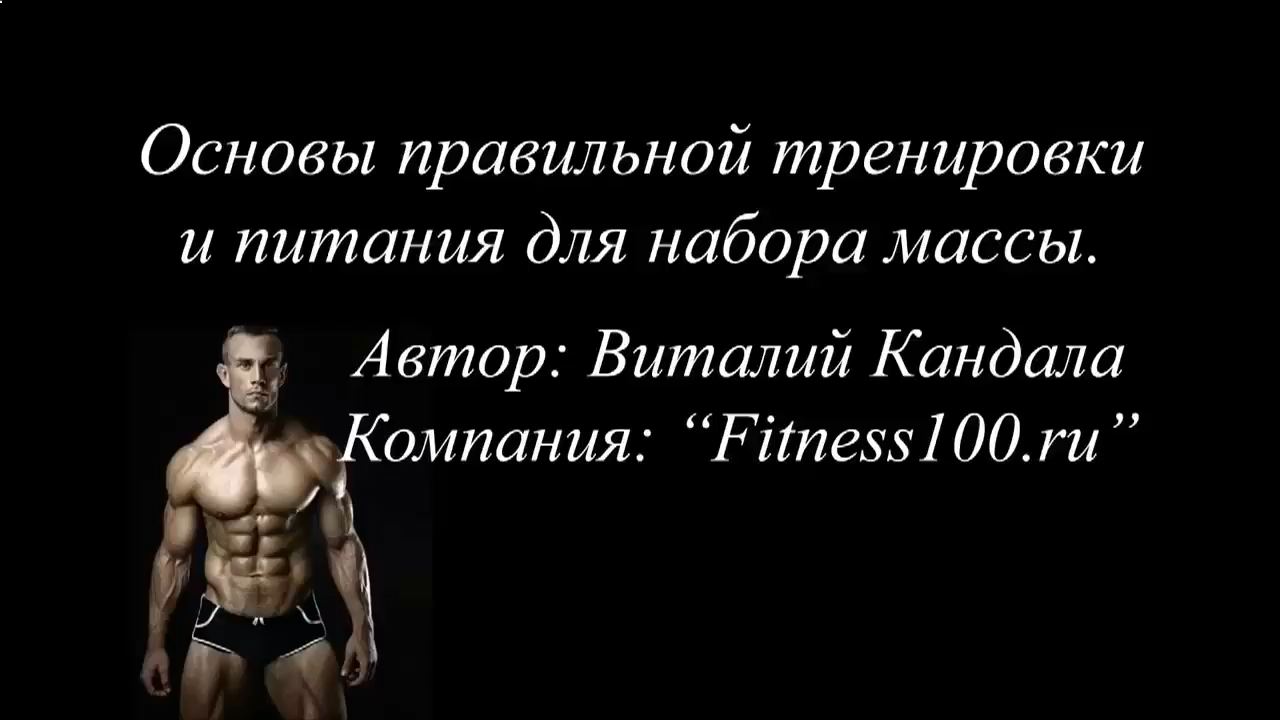 Основы правильной тренировки
и питания для набора массы.
Автор: Виталий Кандала
Компания: “Fitness100.ru”